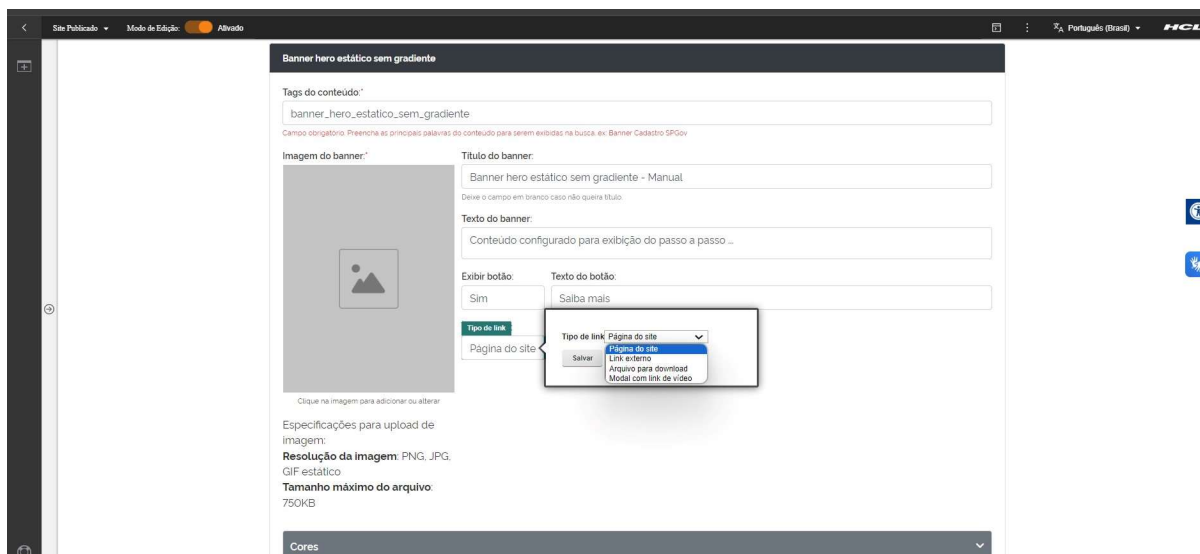 Site Publicado
Modo de Edição:
Ativado
Português (Brasil)
HCL
Banner hero estático sem gradiente
Tags do conteúdo:*
banner_hero_estatico_sem_gradiente
Campo obrigatório. Preencha as principais palavras do conteúdo para serem exibidas na busca. ex: Banner Cadastro SPGov
Imagem do banner:*
Título do banner:
Banner hero estático sem gradiente - Manual
Deixe o campo em branco caso não queira título
Texto do banner:
Conteúdo configurado para exibição do passo a passo ...
Exibir botão:
Texto do botão:
Sim
Saiba mais
Tipo de link
Página do site
Tipo de link
Página do site
Página do site
Link externo
Arquivo para download
Modal com link de vídeo
Salvar
Clique na imagem para adicionar ou alterar
Especificações para upload de
imagem:
Resolução da imagem: PNG, JPG,
GIF estático
Tamanho máximo do arquivo:
750KB
Cores